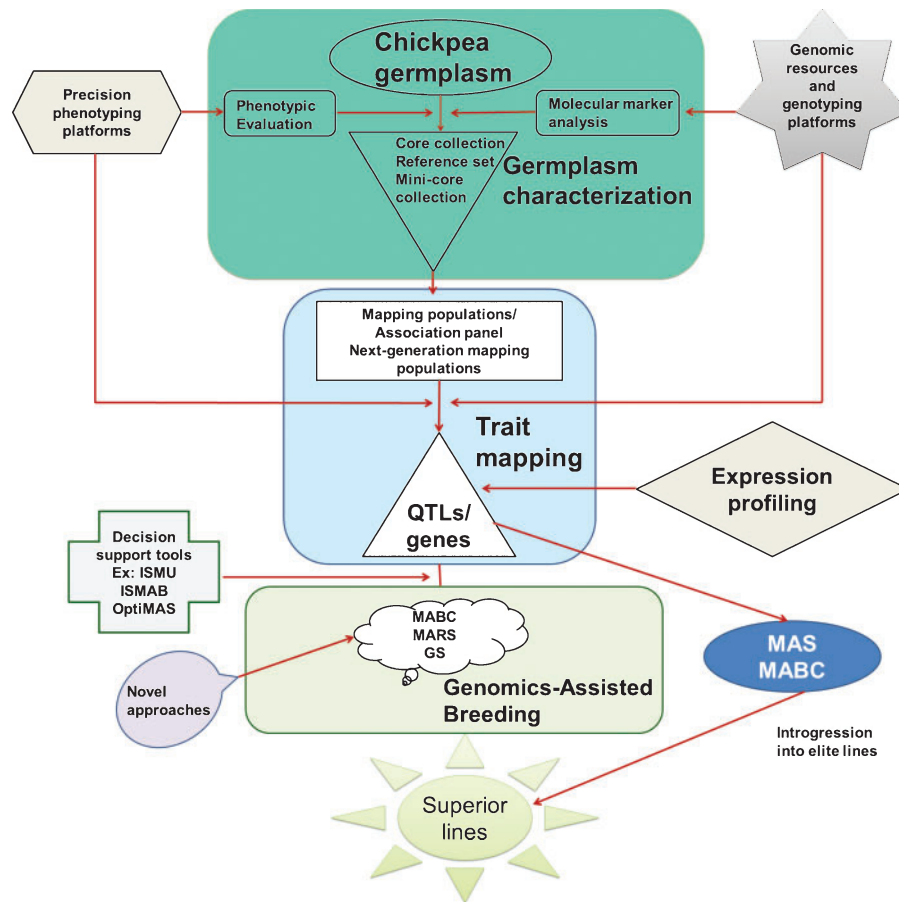 Chickpea
germplasm
Precision
phenotyping
platforms
Phenotypic
Evaluation
Molecular marker
analysis
Genomic
resources
and
genotyping
platforms
Core collection
Reference set
Mini-core
collection
Germplasm
characterization
Mapping populations/
Association panel
Next-generation mapping
populations
Trait
mapping
QTLs/
genes
Expression
profiling
Decision
support tools
Ex: ISMU
ISMAB
OptiMAS
MABC
MARS
GS
Novel
approaches
Genomics-Assisted
Breeding
MAS
MABC
Introgression
into elite lines
Superior
lines